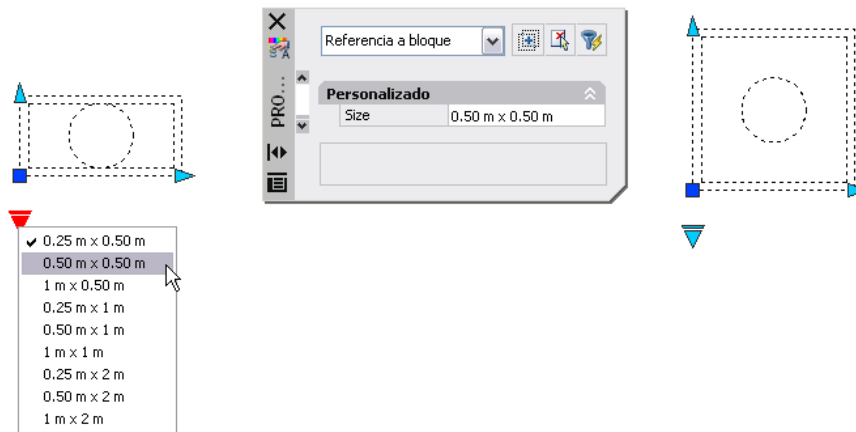 Referencia a bloque
PRO...
Personalizado
Size 0.50 m x 0.50 m
0.25 m x 0.50 m
0.50 m x 0.50 m
1 m x 0.50 m
0.25 m x 1 m
0.50 m x 1 m
1 m x 1 m
0.25 m x 2 m
0.50 m x 2 m
1 m x 2 m